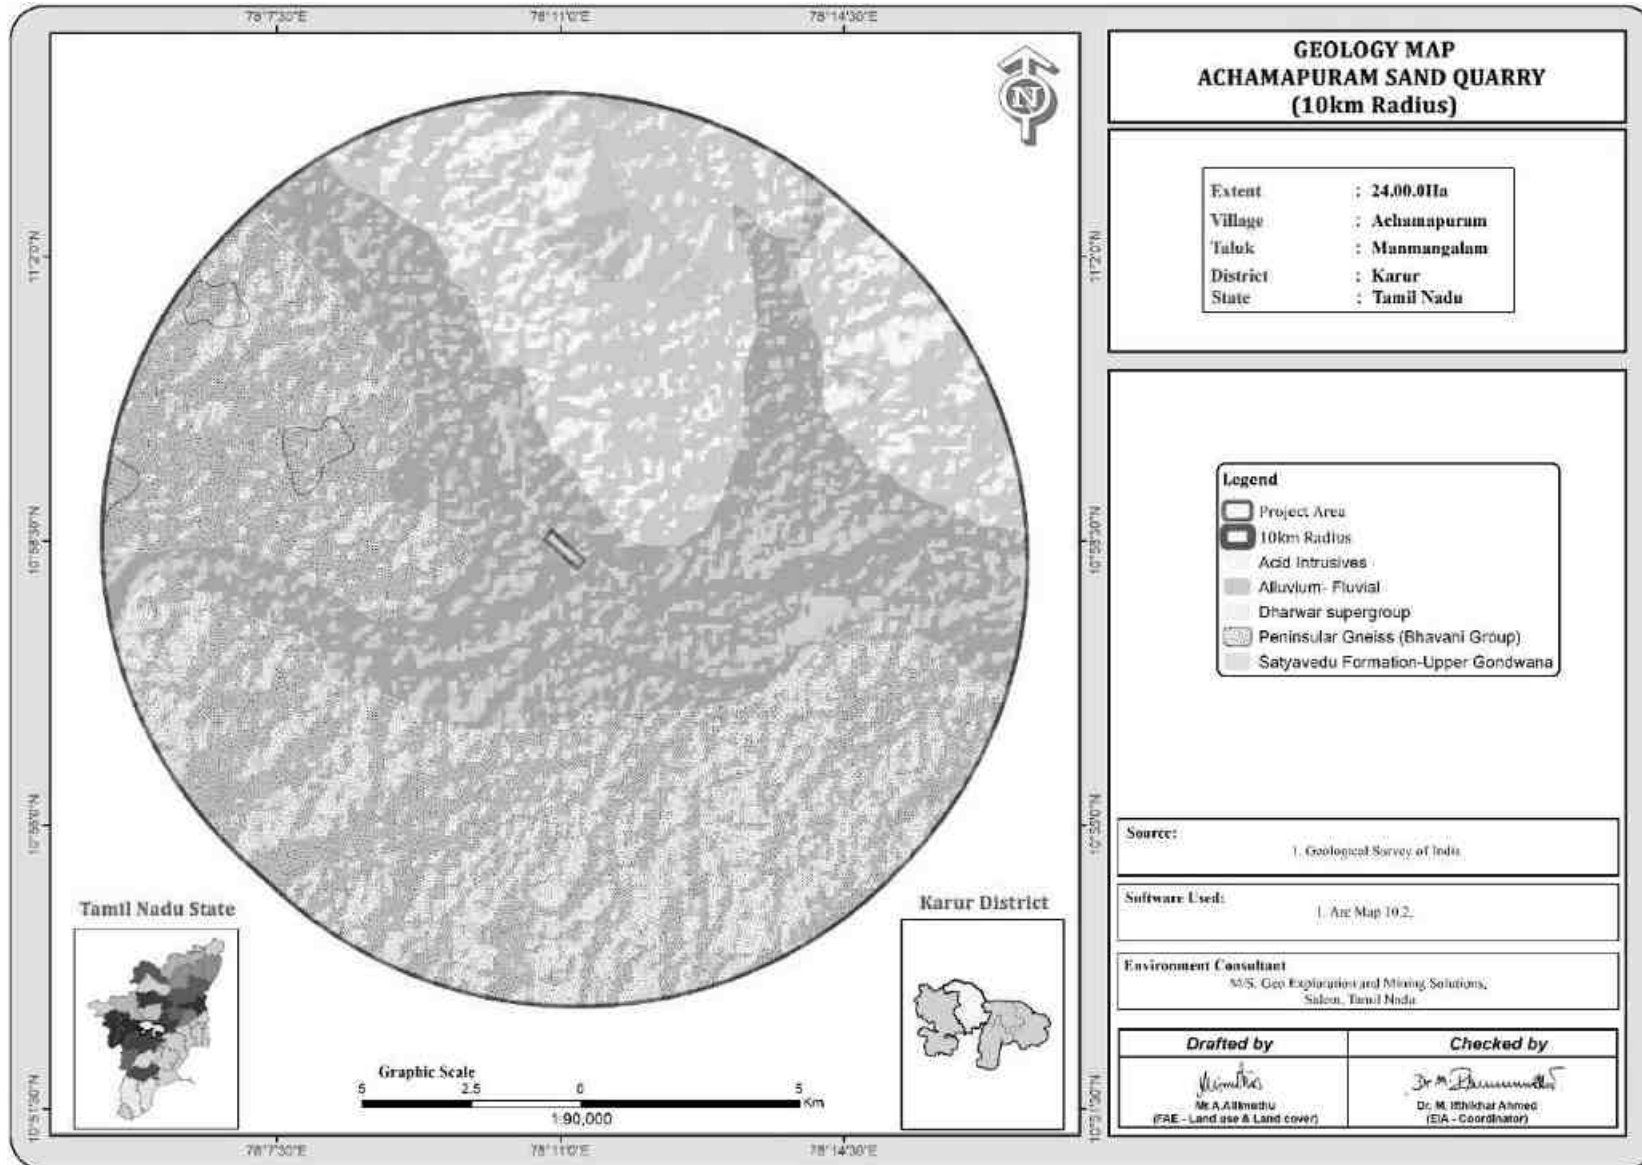 78°7'30"E 78°11'0"E 78°14'30"E
N
GEOLOGY MAP
ACHAMAPURAM SAND QUARRY
(10km Radius)
Extent : 24.00.0Ha
Village : Achamapuram
Taluk : Manmangalam
District : Karur
State : Tamil Nadu
11°2'0"N 11°2'0"N
Legend
Project Area
10km Radius
Acid Intrusives
Alluvium- Fluvial
Dharwar supergroup
Peninsular Gneiss (Bhavani Group)
Satyavedu Formation-Upper Gondwana
10°58'30"N 10°58'30"N
10°55'0"N 10°55'0"N
Source:
1. Geological Survey of India
Software Used:
1. Arc Map 10.2.
Environment Consultant
M/S. Geo Exploration and Mining Solutions,
Salem, Tamil Nadu
Tamil Nadu State
Karur District
Graphic Scale
5 2.5 0 5
Km
1:90,000
Drafted by Checked by
Mr.A.Allimuthu
(FAE - Land use & Land cover)
Dr. M. Ifthikhar Ahmed
(EIA - Coordinator)
10°51'30"N 10°51'30"N
78°7'30"E 78°11'0"E 78°14'30"E